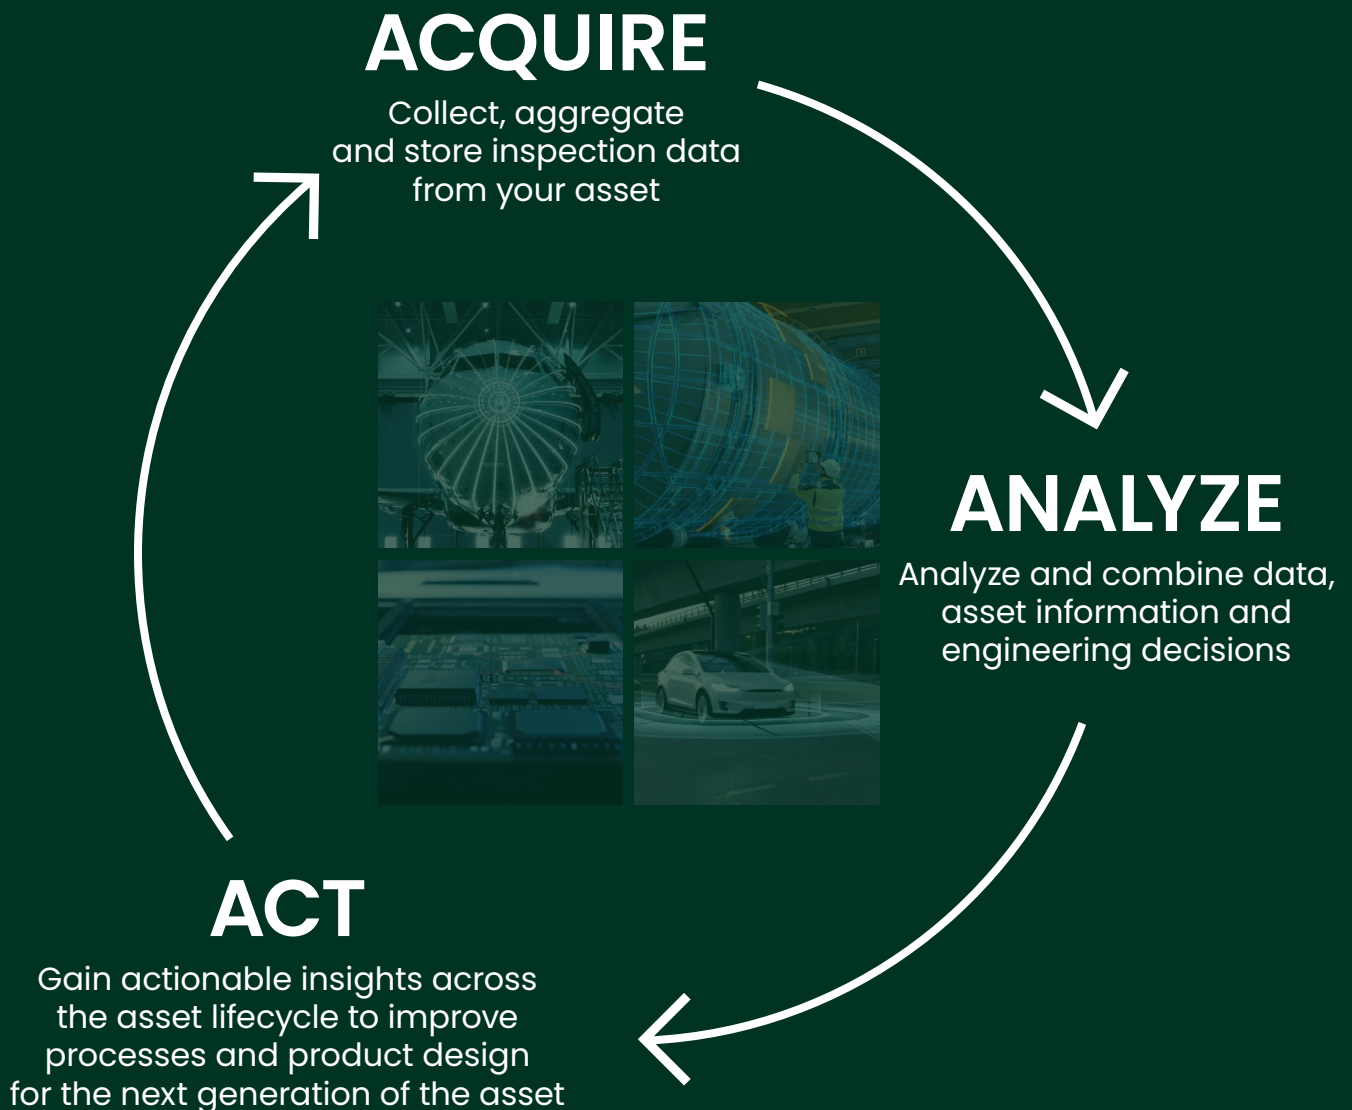 ACQUIRE
Collect, aggregate
and store inspection data
from your asset
ANALYZE
Analyze and combine data,
asset information and
engineering decisions
ACT
Gain actionable insights across
the asset lifecycle to improve
processes and product design
for the next generation of the asset